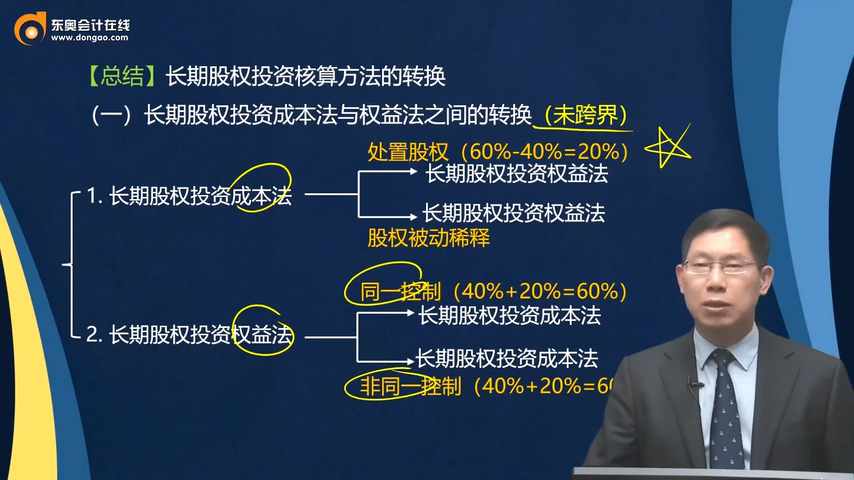 东奥会计在线
www.dongao.com
【总结】长期股权投资核算方法的转换
（一）长期股权投资成本法与权益法之间的转换（未跨界）
处置股权（60%-40%=20%）
长期股权投资权益法
1. 长期股权投资成本法
长期股权投资权益法
股权被动稀释
同一控制（40%+20%=60%）
长期股权投资成本法
2. 长期股权投资权益法
长期股权投资成本法
非同一控制（40%+20%=60